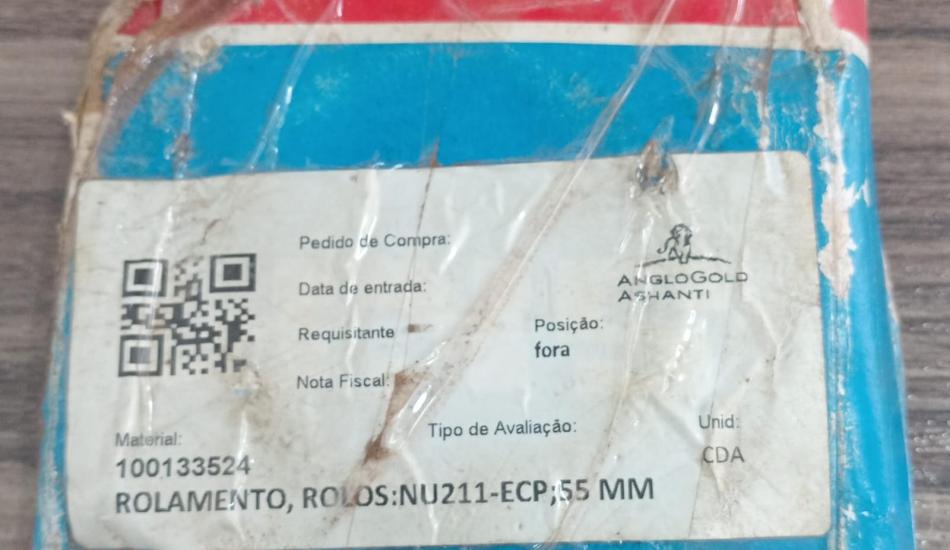 Pedido de Compra:
Data de entrada:
ANGLOGOLD
ASHANTI
Requisitante
Posição:
fora
Nota Fiscal:
Tipo de Avaliação:
Unid:
CDA
Material:
100133524
ROLAMENTO, ROLOS:NU211-ECP;55 MM